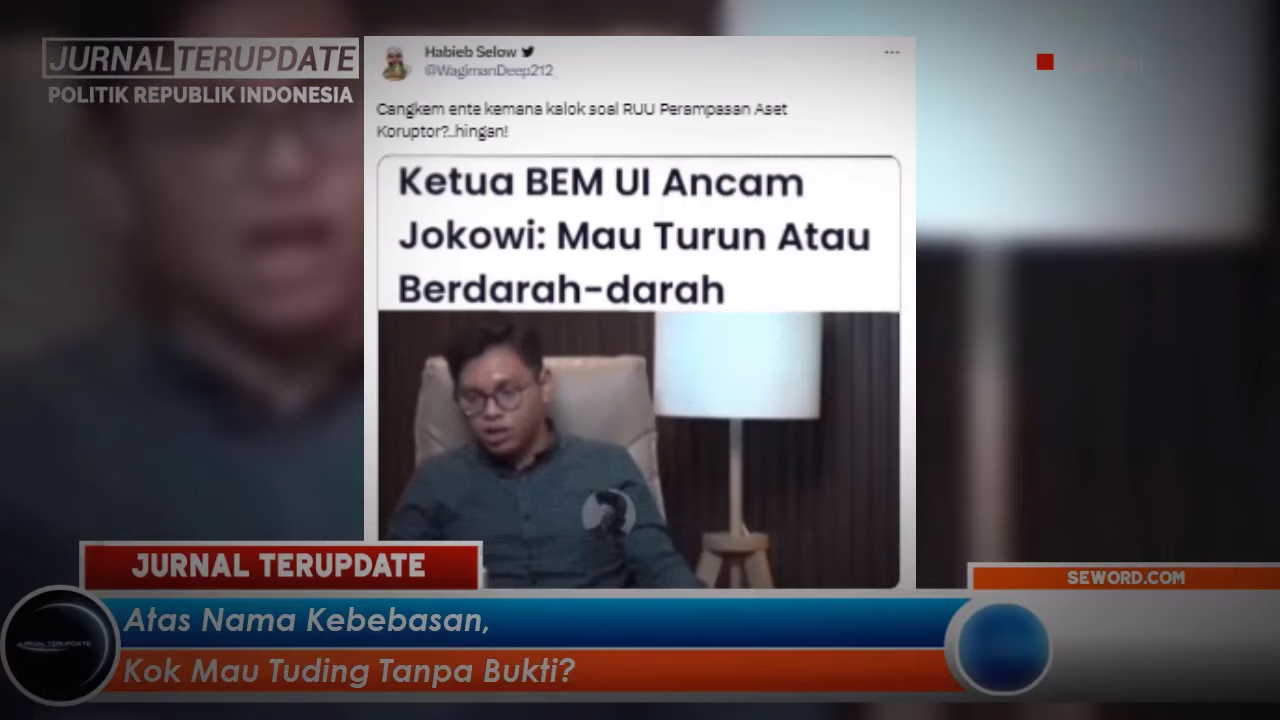 JURNALTERUPDATE
POLITIK REPUBLIK INDONESIA
Habieb Selow
@WagimanDeep212
Cangkem ente kemana kalok soal RUU Perampasan Aset
Koruptor?..hingan!
Ketua BEM UI Ancam
Jokowi: Mau Turun Atau
Berdarah-darah
JURNAL TERUPDATE
SEWORD.COM
JURNAL TERUPDATE
Atas Nama Kebebasan,
Kok Mau Tuding Tanpa Bukti?